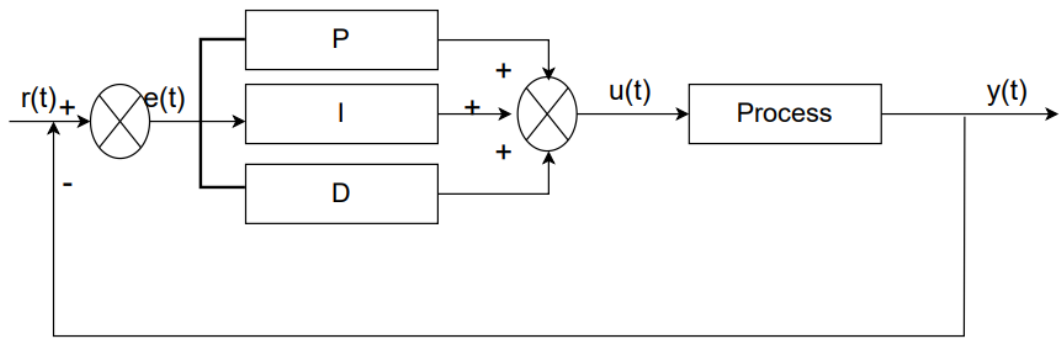 P
+
r(t)
+
e(t)
I
+
u(t)
Process
y(t)
+
-
D